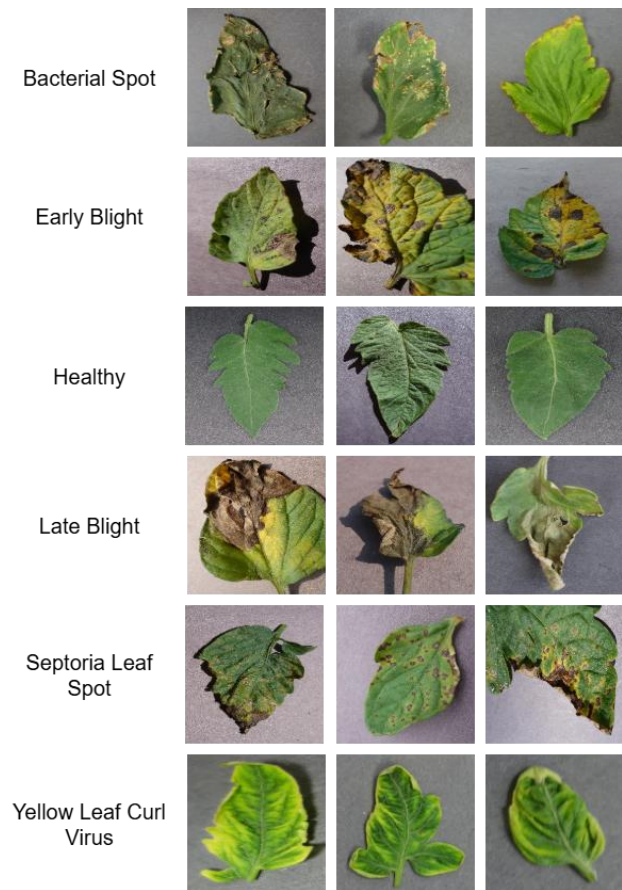 Bacterial Spot
Early Blight
Healthy
Late Blight
Septoria Leaf
Spot
Yellow Leaf Curl
Virus